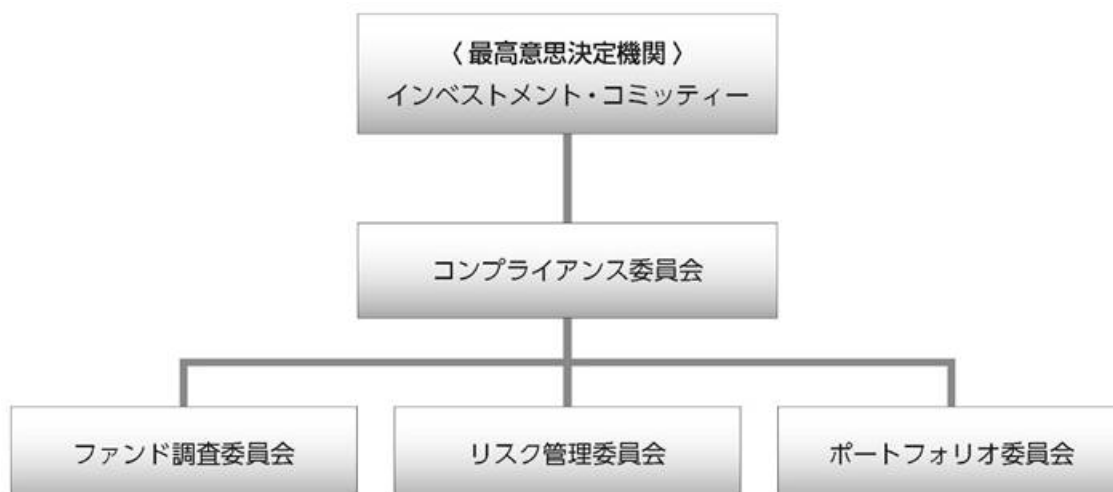 〈 最高意思決定機関 〉
インベストメント・コミッティー
コンプライアンス委員会
ファンド調査委員会
リスク管理委員会
ポートフォリオ委員会